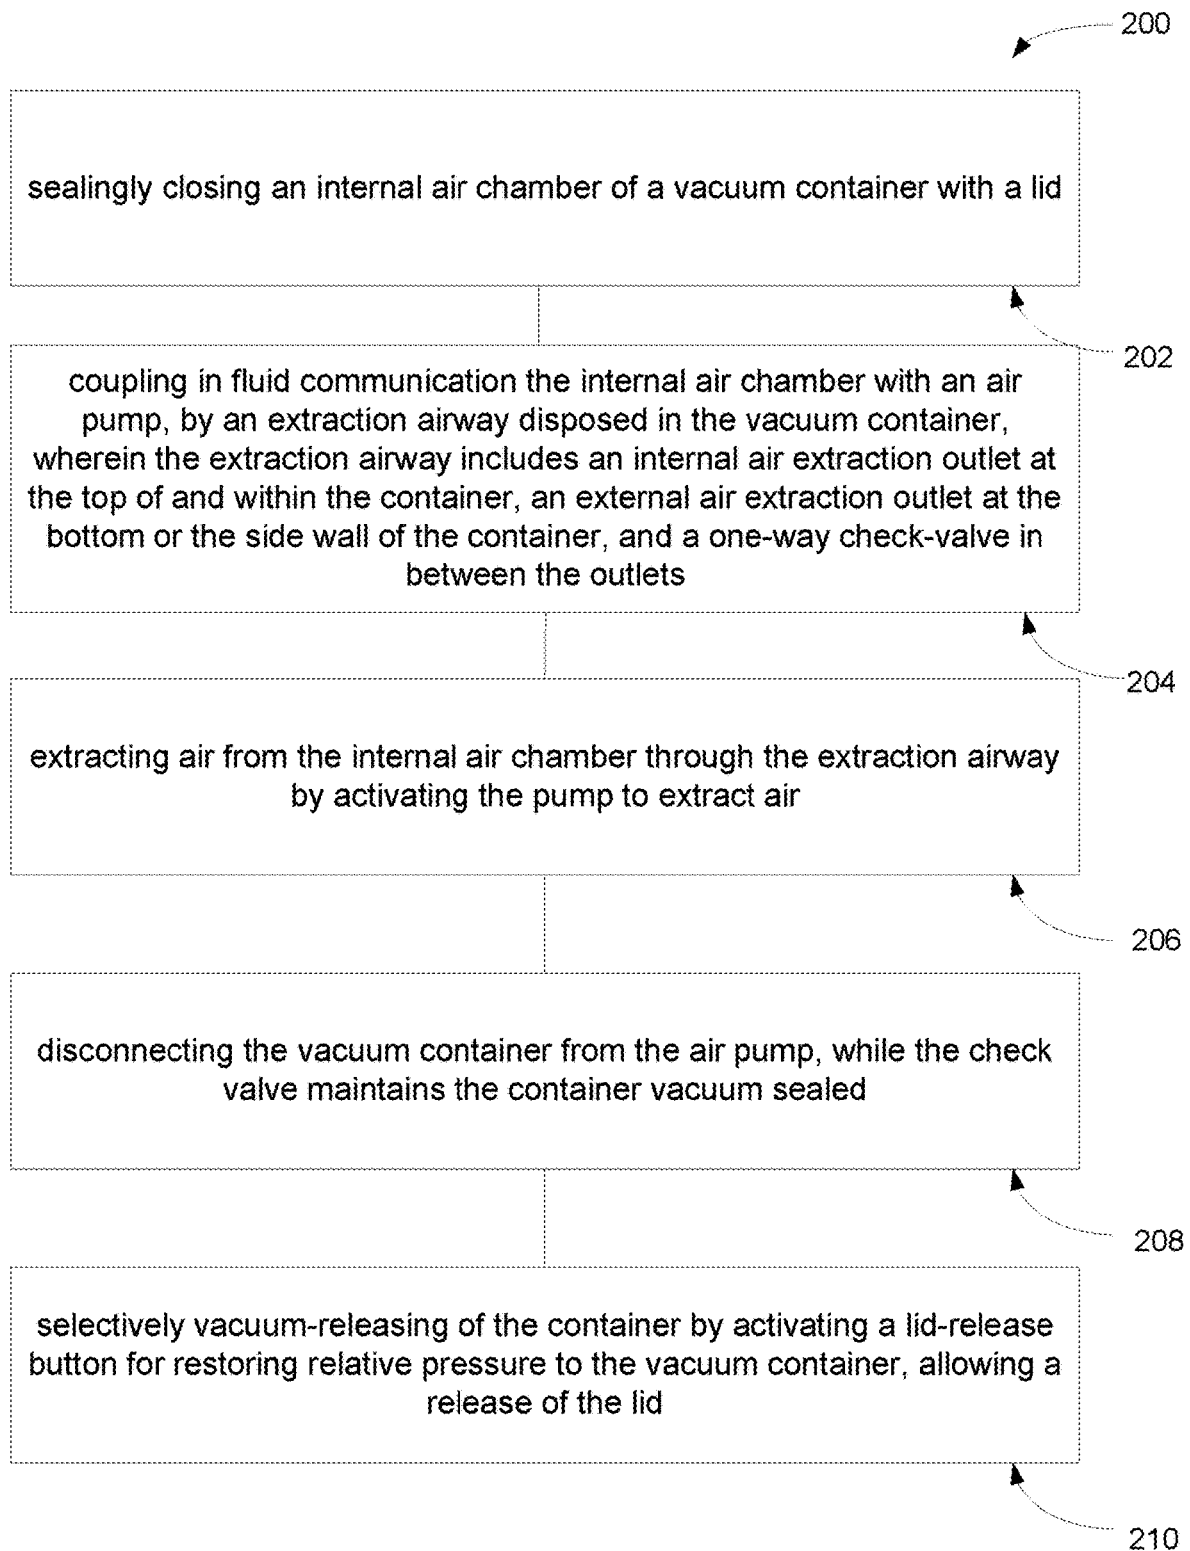 200
sealingly closing an internal air chamber of a vacuum container with a lid
202
coupling in fluid communication the internal air chamber with an air
pump, by an extraction airway disposed in the vacuum container,
wherein the extraction airway includes an internal air extraction outlet at
the top of and within the container, an external air extraction outlet at the
bottom or the side wall of the container, and a one-way check-valve in
between the outlets
204
extracting air from the internal air chamber through the extraction airway
by activating the pump to extract air
206
disconnecting the vacuum container from the air pump, while the check
valve maintains the container vacuum sealed
208
selectively vacuum-releasing of the container by activating a lid-release
button for restoring relative pressure to the vacuum container, allowing a
release of the lid
210